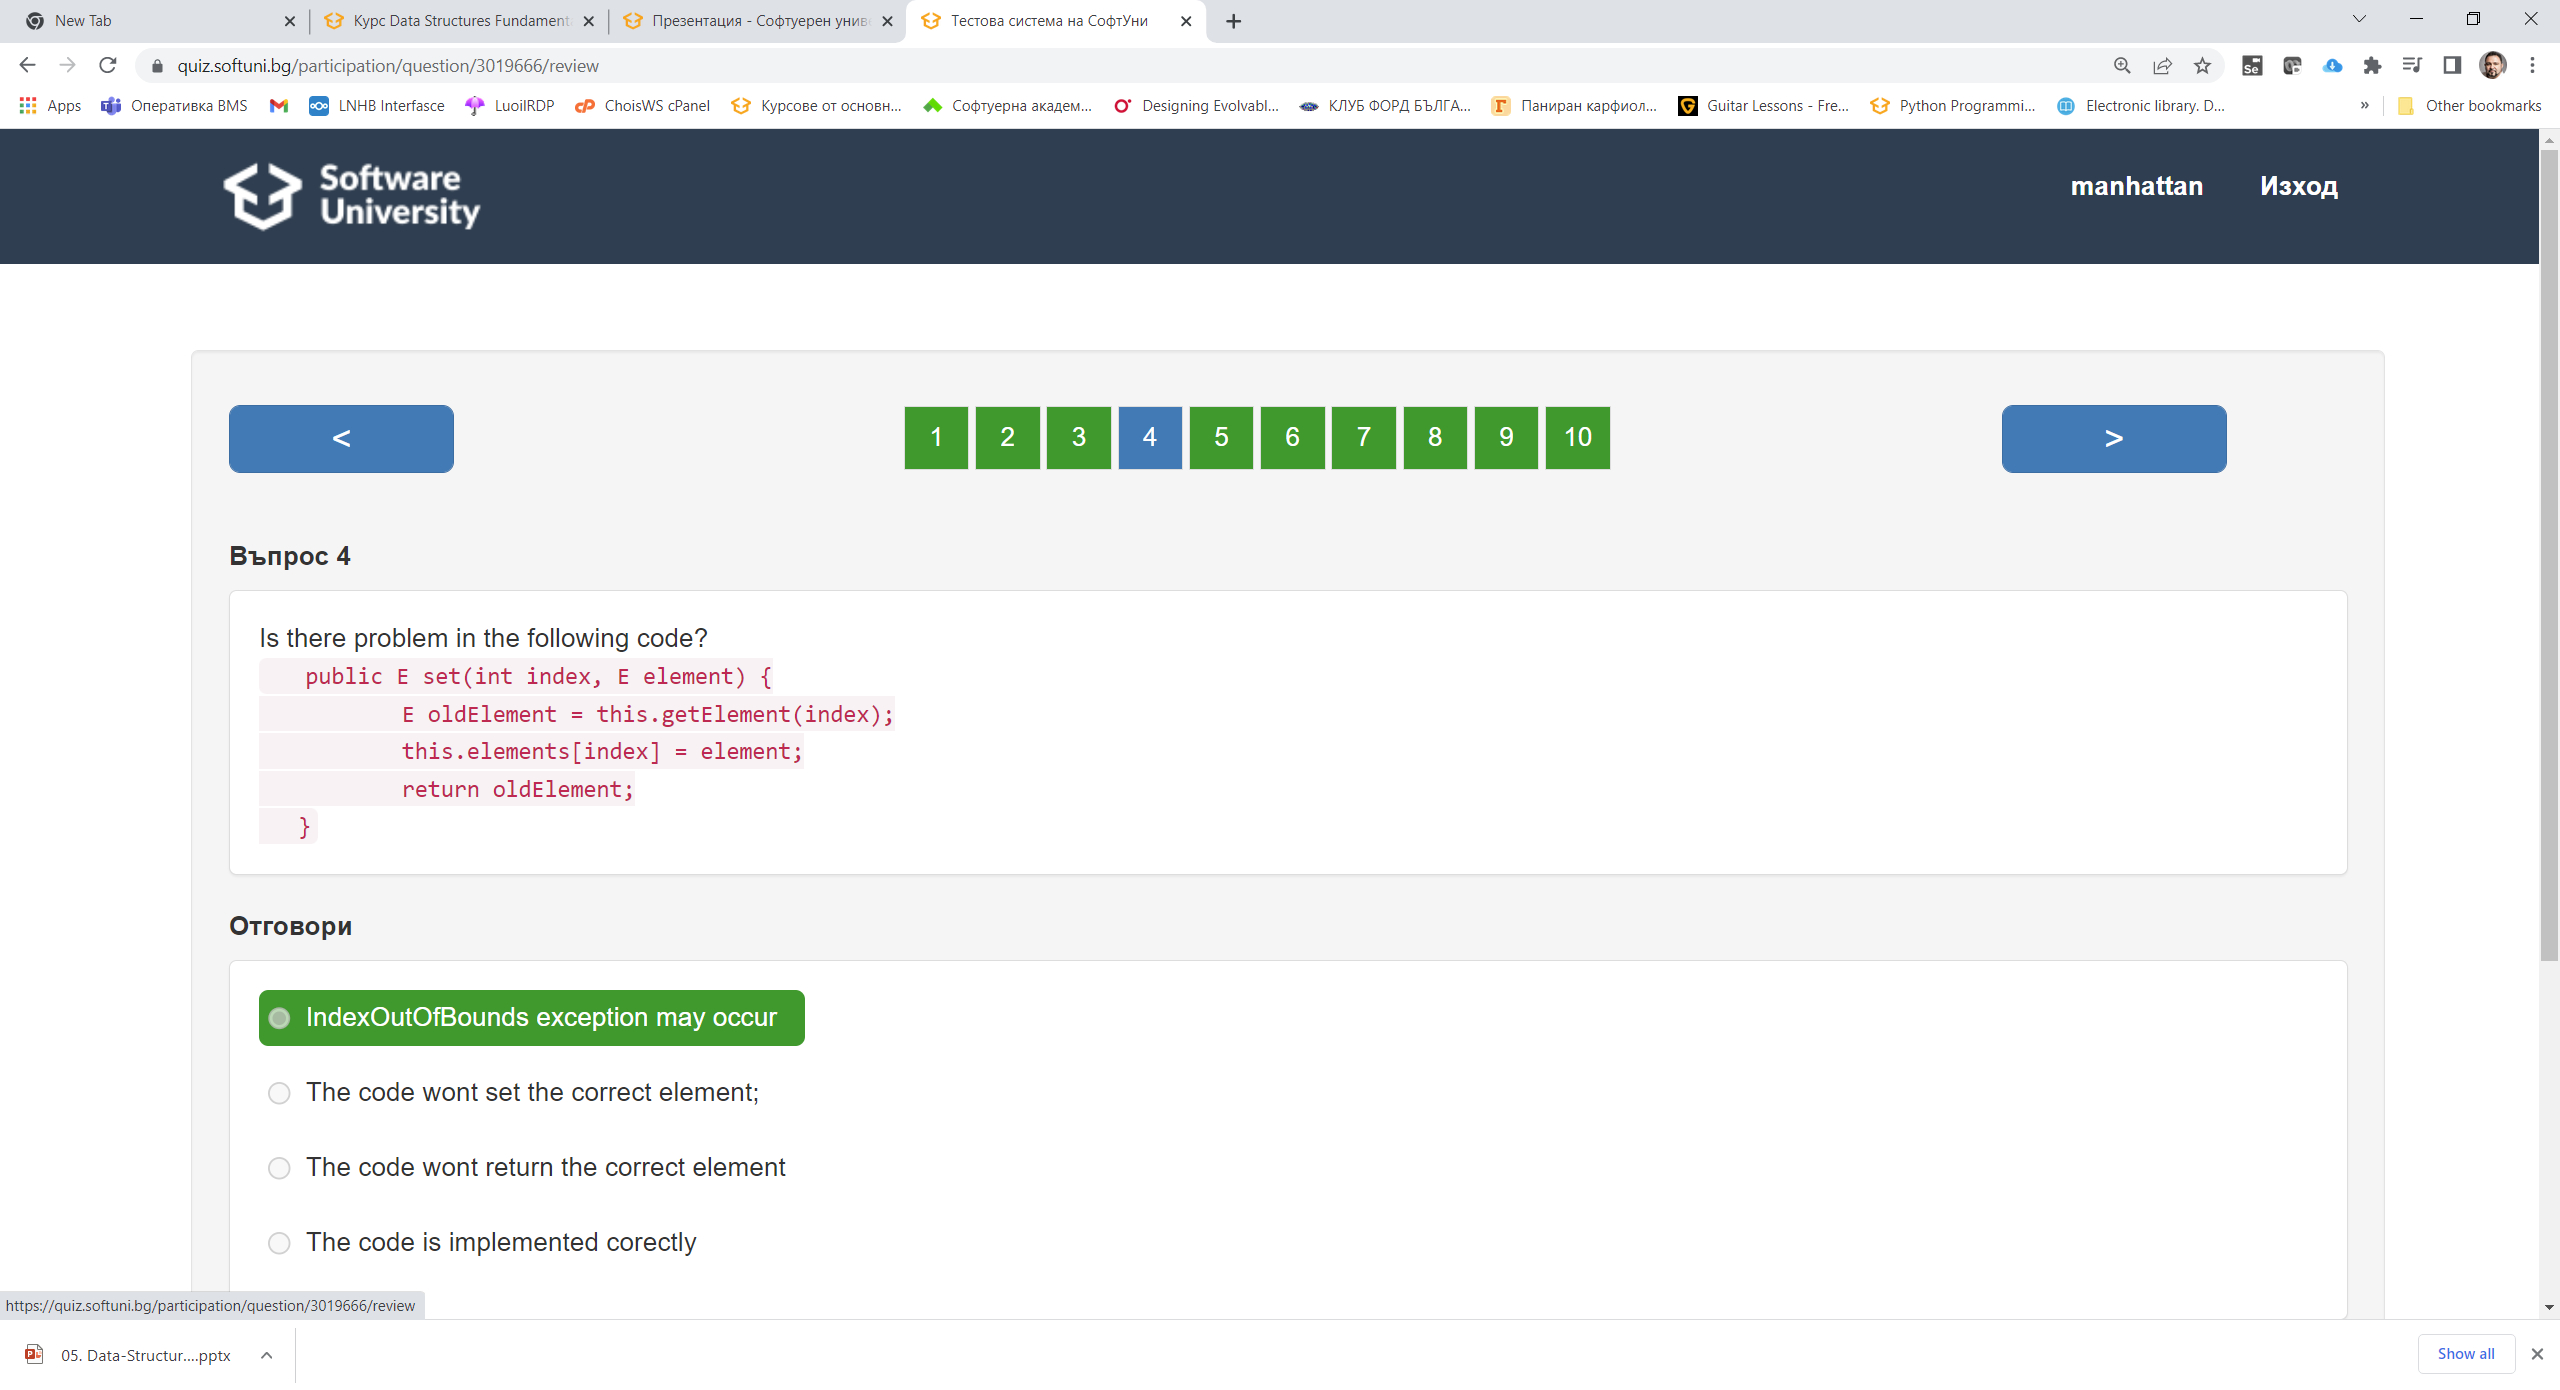 New Tab
Курс Data Structures Fundament
Презентация - Софтуерен униве
Тестова система на СофтУни
quiz.softuni.bg/participation/question/3019666/review
Apps
Оперативка BMS
LNHB Interfasce
LuoilRDP
ChoisWS cPanel
Курсове от основн...
Софтуерна академ...
Designing Evolvabl...
КЛУБ ФОРД БЪЛГА...
Паниран карфиол...
Guitar Lessons - Fre...
Python Programmi...
Electronic library. D...
»
Other bookmarks
Software
University
manhattan
Изход
<
1 2 3 4 5 6 7 8 9 10
>
Въпрос 4
Is there problem in the following code?
public E set(int index, E element) {
E oldElement = this.getElement(index);
this.elements[index] = element;
return oldElement;
}
Отговори
IndexOutOfBounds exception may occur
The code wont set the correct element;
The code wont return the correct element
The code is implemented corectly
https://quiz.softuni.bg/participation/question/3019666/review
05. Data-Structur....pptx
Show all